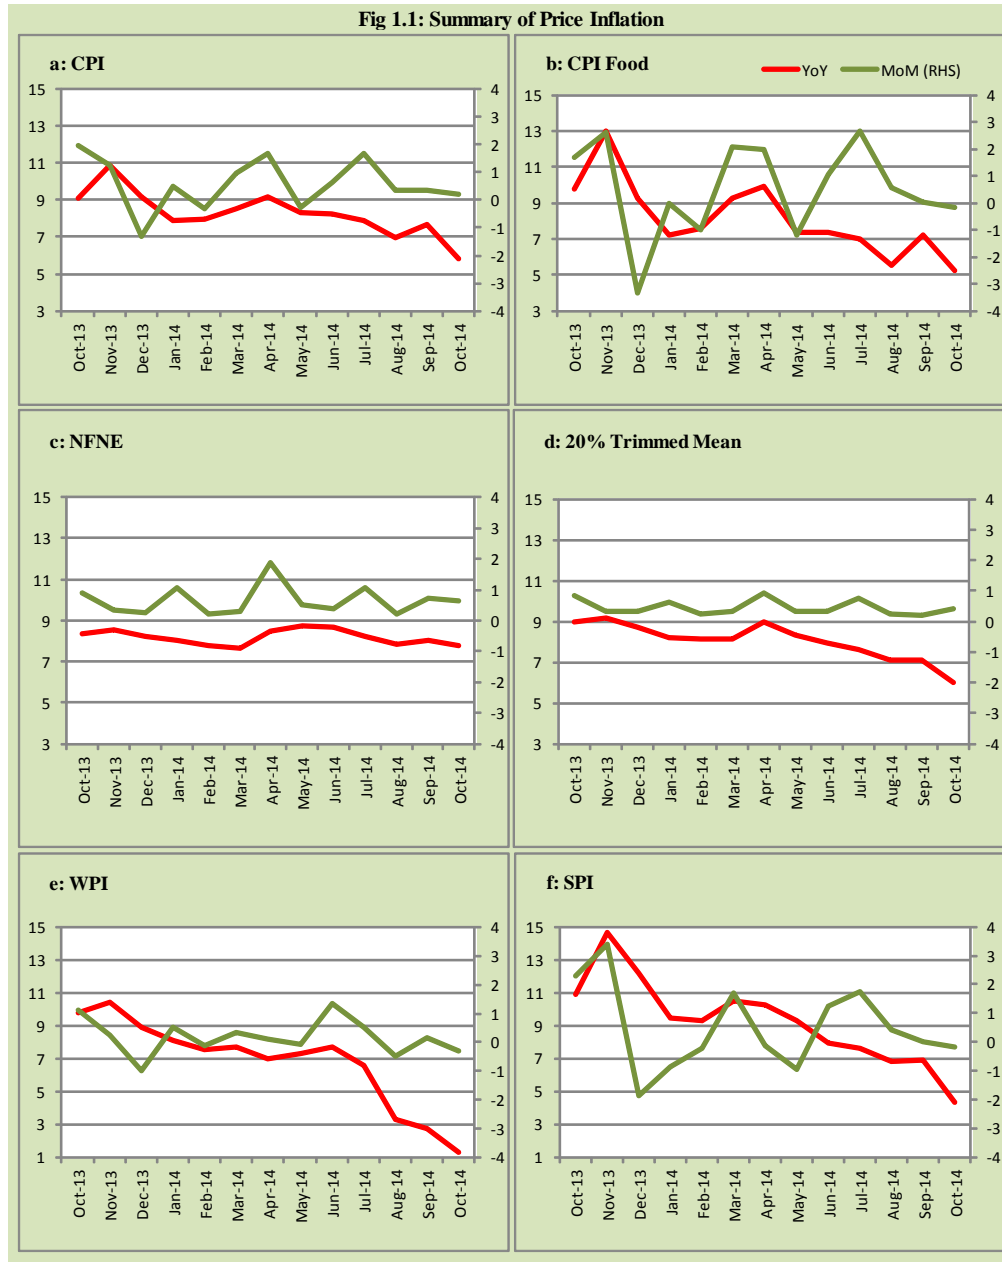 Fig 1.1: Summary of Price Inflation
a: CPI
15
13
11
9
7
5
3
4
3
2
1
0
-1
-2
-3
-4
Oct-13
Nov-13
Dec-13
Jan-14
Feb-14
Mar-14
Apr-14
May-14
Jun-14
Jul-14
Aug-14
Sep-14
Oct-14
b: CPI Food
YoY
MoM (RHS)
15
13
11
9
7
5
3
4
3
2
1
0
-1
-2
-3
-4
Oct-13
Nov-13
Dec-13
Jan-14
Feb-14
Mar-14
Apr-14
May-14
Jun-14
Jul-14
Aug-14
Sep-14
Oct-14
c: NFNE
15
13
11
9
7
5
3
4
3
2
1
0
-1
-2
-3
-4
Oct-13
Nov-13
Dec-13
Jan-14
Feb-14
Mar-14
Apr-14
May-14
Jun-14
Jul-14
Aug-14
Sep-14
Oct-14
d: 20% Trimmed Mean
15
13
11
9
7
5
3
4
3
2
1
0
-1
-2
-3
-4
Oct-13
Nov-13
Dec-13
Jan-14
Feb-14
Mar-14
Apr-14
May-14
Jun-14
Jul-14
Aug-14
Sep-14
Oct-14
e: WPI
15
13
11
9
7
5
3
1
4
3
2
1
0
-1
-2
-3
-4
Oct-13
Nov-13
Dec-13
Jan-14
Feb-14
Mar-14
Apr-14
May-14
Jun-14
Jul-14
Aug-14
Sep-14
Oct-14
f: SPI
15
13
11
9
7
5
3
1
4
3
2
1
0
-1
-2
-3
-4
Oct-13
Nov-13
Dec-13
Jan-14
Feb-14
Mar-14
Apr-14
May-14
Jun-14
Jul-14
Aug-14
Sep-14
Oct-14